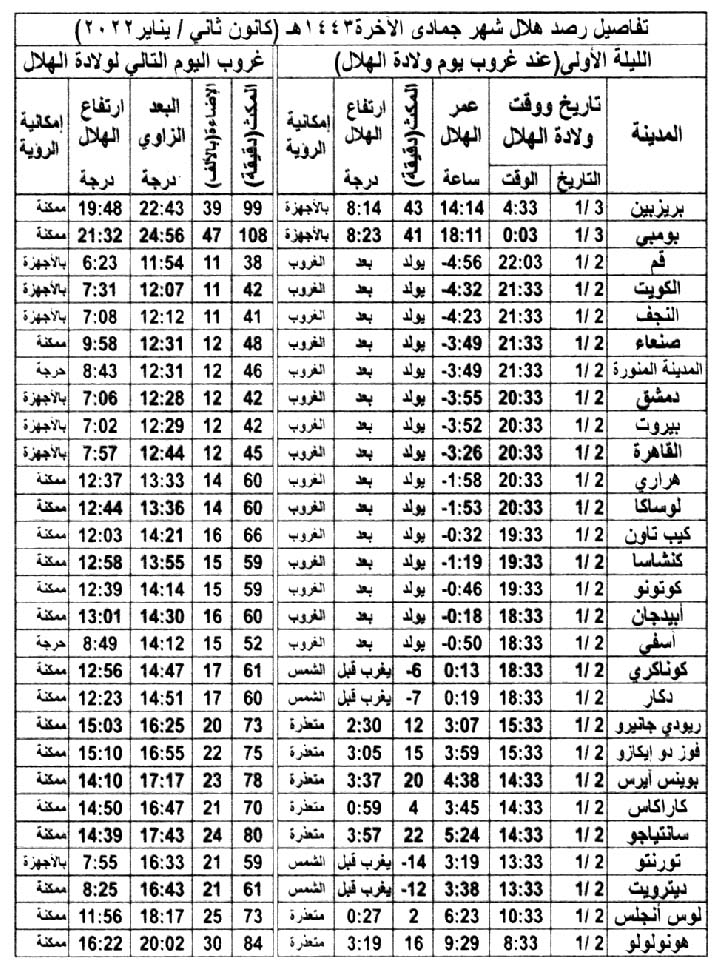 تفاصيل رصد هلال شهر جمادى الآخرة١٤٤٣هـ (كانون ثاني / يناير٢٠٢٢)
الليلة الأولى(عند غروب يوم ولادة الهلال) غروب اليوم التالي لولادة الهلال
المدينة تاريخ ووقت ولادة الهلال التاريخ الوقت عمر الهلال ساعة المكث(دقيقة) ارتفاع الهلال درجة إمكانية الرؤية المكث(دقيقة) الإضاءة(بالألف) البعد الزاوي درجة ارتفاع الهلال درجة إمكانية الرؤية
بريزبين 1/ 3 4:33 14:14 43 8:14 بالأجهزة 99 39 22:43 19:48 ممكنة
بومبي 1/ 3 0:03 18:11 41 8:23 بالأجهزة 108 47 24:56 21:32 ممكنة
قم 1/ 2 22:03 -4:56 يولد بعد الغروب 38 11 11:54 6:23 بالأجهزة
الكويت 1/ 2 21:33 -4:32 يولد بعد الغروب 42 11 12:07 7:31 بالأجهزة
النجف 1/ 2 21:33 -4:23 يولد بعد الغروب 41 11 12:12 7:08 بالأجهزة
صنعاء 1/ 2 21:33 -3:49 يولد بعد الغروب 48 12 12:31 9:58 ممكنة
المدينة المنورة 1/ 2 21:33 -3:49 يولد بعد الغروب 46 12 12:31 8:43 حرجة
دمشق 1/ 2 20:33 -3:55 يولد بعد الغروب 42 12 12:28 7:06 بالأجهزة
بيروت 1/ 2 20:33 -3:52 يولد بعد الغروب 42 12 12:29 7:02 بالأجهزة
القاهرة 1/ 2 20:33 -3:26 يولد بعد الغروب 45 12 12:44 7:57 بالأجهزة
هراري 1/ 2 20:33 -1:58 يولد بعد الغروب 60 14 13:33 12:37 ممكنة
لوساكا 1/ 2 20:33 -1:53 يولد بعد الغروب 60 14 13:36 12:44 ممكنة
كيب تاون 1/ 2 19:33 -0:32 يولد بعد الغروب 66 16 14:21 12:03 ممكنة
كنشاسا 1/ 2 19:33 -1:19 يولد بعد الغروب 59 15 13:55 12:58 ممكنة
كوتونو 1/ 2 19:33 -0:46 يولد بعد الغروب 59 15 14:14 12:39 ممكنة
أبيدجان 1/ 2 18:33 -0:18 يولد بعد الغروب 60 16 14:30 13:01 ممكنة
أسفي 1/ 2 18:33 -0:50 يولد بعد الغروب 52 15 14:12 8:49 حرجة
كوناكري 1/ 2 18:33 0:13 -6 يغرب قبل الشمس 61 17 14:47 12:56 ممكنة
دكار 1/ 2 18:33 0:19 -7 يغرب قبل الشمس 60 17 14:51 12:23 ممكنة
ريودي جانيرو 1/ 2 15:33 3:07 12 2:30 متعذرة 73 20 16:25 15:03 ممكنة
فوز دو ايكازو 1/ 2 15:33 3:59 15 3:05 متعذرة 75 22 16:55 15:10 ممكنة
بوينس أيرس 1/ 2 14:33 4:38 20 3:37 متعذرة 78 23 17:17 14:10 ممكنة
كاراكاس 1/ 2 14:33 3:45 4 0:59 متعذرة 70 21 16:47 14:50 ممكنة
سانتياجو 1/ 2 14:33 5:24 22 3:57 متعذرة 80 24 17:43 14:39 ممكنة
تورنتو 1/ 2 13:33 3:19 -14 يغرب قبل الشمس 59 21 16:33 7:55 بالأجهزة
ديترويت 1/ 2 13:33 3:38 -12 يغرب قبل الشمس 61 21 16:43 8:25 ممكنة
لوس أنجلس 1/ 2 10:33 6:23 2 0:27 متعذرة 73 25 18:17 11:56 ممكنة
هونولولو 1/ 2 8:33 9:29 16 3:19 متعذرة 84 30 20:02 16:22 ممكنة